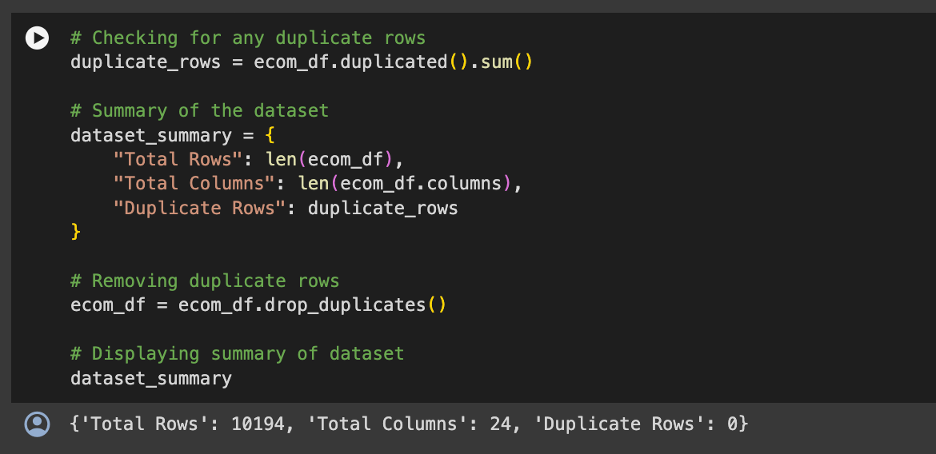 # Checking for any duplicate rows
duplicate_rows = ecom_df.duplicated().sum()
# Summary of the dataset
dataset_summary = {
    "Total Rows": len(ecom_df),
    "Total Columns": len(ecom_df.columns),
    "Duplicate Rows": duplicate_rows
}
# Removing duplicate rows
ecom_df = ecom_df.drop_duplicates()
# Displaying summary of dataset
dataset_summary
{'Total Rows': 10194, 'Total Columns': 24, 'Duplicate Rows': 0}